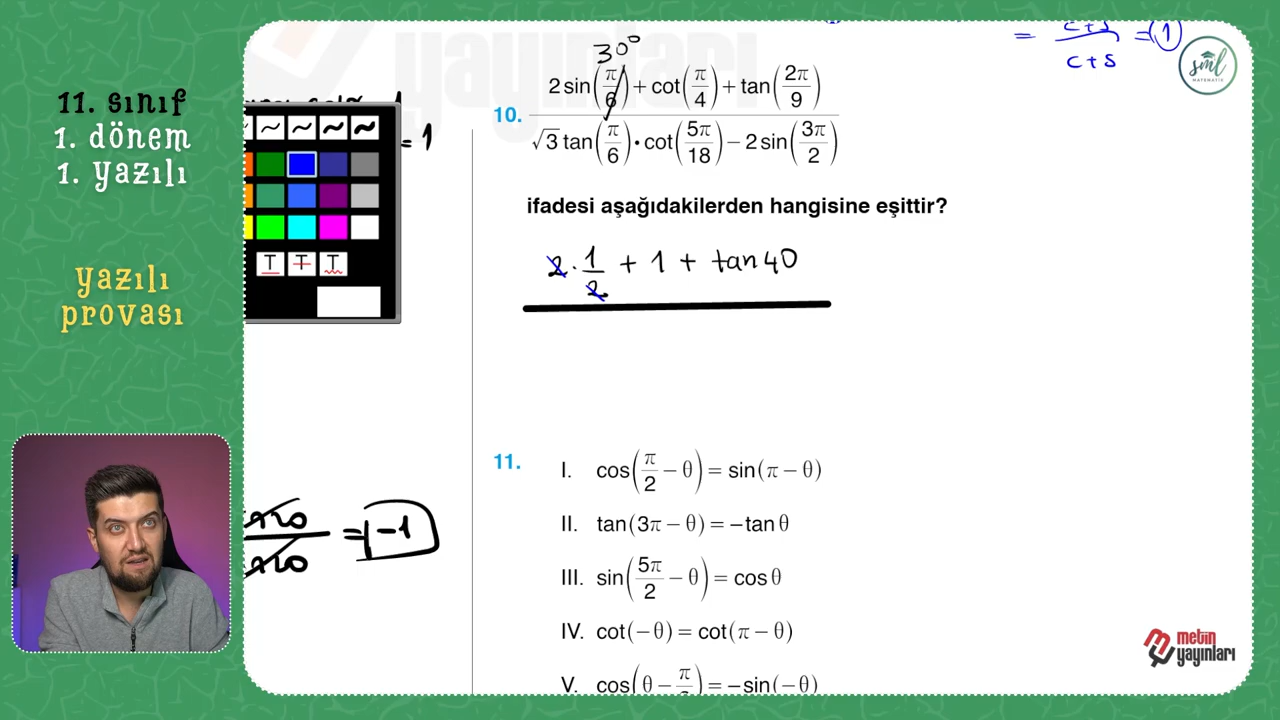 11. sınıf
1. dönem
1. yazılı
yazılı
provası
yayınları
= c+s = 1
c+s
sml
MATEMATİK
= 1
30°
10. 2sin(π/6) + cot(π/4) + tan(2π/9)
√3 tan(π/6) • cot(5π/18) − 2sin(3π/2)
ifadesi aşağıdakilerden hangisine eşittir?
2 · 1/2 + 1 + tan40
T T T
= -1
11. I. cos(π/2 − θ) = sin(π − θ)
II. tan(3π − θ) = −tanθ
III. sin(5π/2 − θ) = cosθ
IV. cot(−θ) = cot(π − θ)
V. cos(θ − π/2) = −sin(−θ)
metin
yayınları